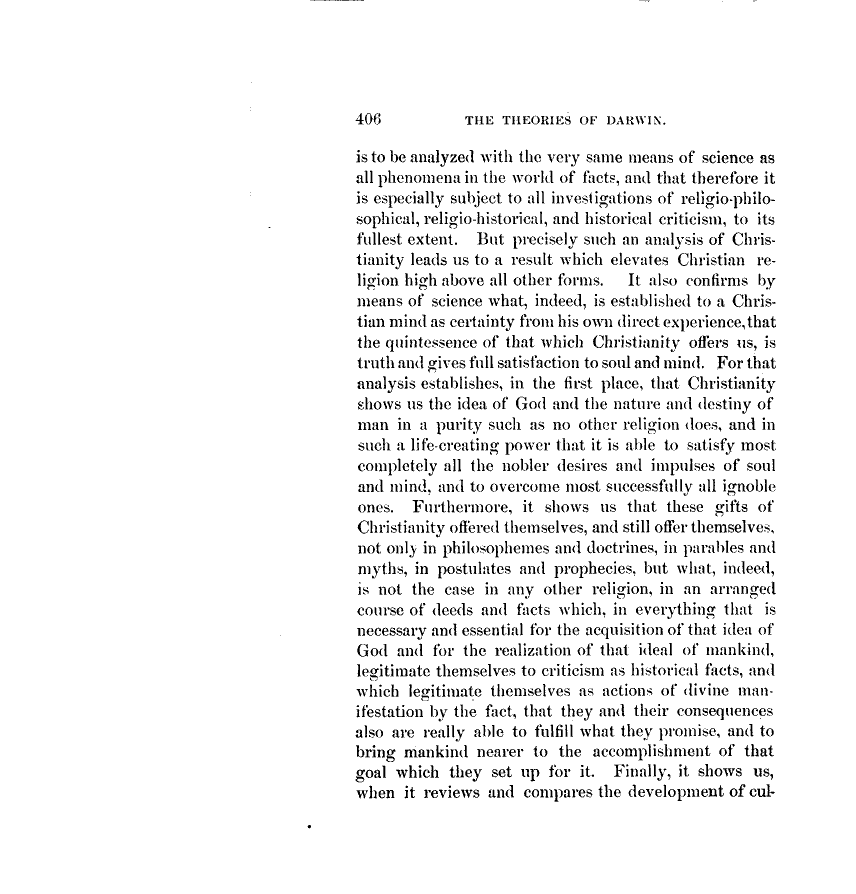 406 THE THEORIES OF DARWIN.
is to be analyzed with the very same means of science as
all phenomena in the world of facts, and that therefore it
is especially subject to all investigations of religio-philo-
sophical, religio-historical, and historical criticism, to its
fullest extent. But precisely such an analysis of Chris-
tianity leads us to a result which elevates Christian re-
ligion high above all other forms. It also confirms by
means of science what, indeed, is established to a Chris-
tian mind as certainty from his own direct experience, that
the quintessence of that which Christianity offers us, is
truth and gives full satisfaction to soul and mind. For that
analysis establishes, in the first place, that Christianity
shows us the idea of God and the nature and destiny of
man in a purity such as no other religion does, and in
such a life-creating power that it is able to satisfy most
completely all the nobler desires and impulses of soul
and mind, and to overcome most successfully all ignoble
ones. Furthermore, it shows us that these gifts of
Christianity offered themselves, and still offer themselves,
not only in philosophemes and doctrines, in parables and
myths, in postulates and prophecies, but what, indeed,
is not the case in any other religion, in an arranged
course of deeds and facts which, in everything that is
necessary and essential for the acquisition of that idea of
God and for the realization of that ideal of mankind,
legitimate themselves to criticism as historical facts, and
which legitimate themselves as actions of divine man-
ifestation by the fact, that they and their consequences
also are really able to fulfill what they promise, and to
bring mankind nearer to the accomplishment of that
goal which they set up for it. Finally, it shows us,
when it reviews and compares the development of cul-